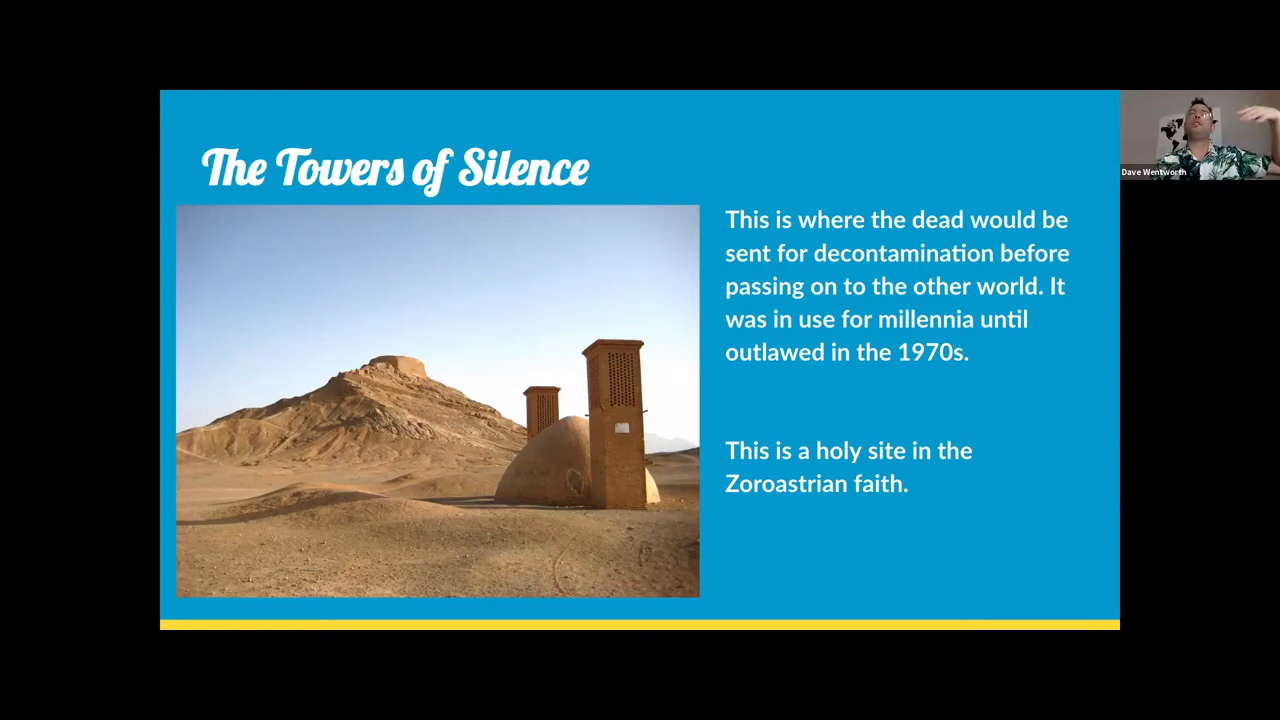 The Towers of Silence
This is where the dead would be
sent for decontamination before
passing on to the other world. It
was in use for millennia until
outlawed in the 1970s.
This is a holy site in the
Zoroastrian faith.
Dave Wentworth